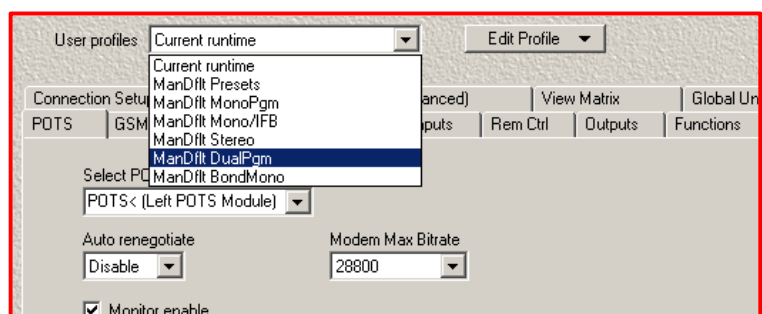 User profiles Current runtime Edit Profile
Current runtime
ManDflt Presets
Connection Setu ManDflt MonoPgm anced) View Matrix Global Un
POTS GSM ManDflt Mono/IFB puts Rem Ctrl Outputs Functions
ManDflt Stereo
ManDflt DualPgm
Select PO ManDflt BondMono
POTS< (Left POTS Module)
Auto renegotiate Modem Max Bitrate
Disable 28800
Monitor enable